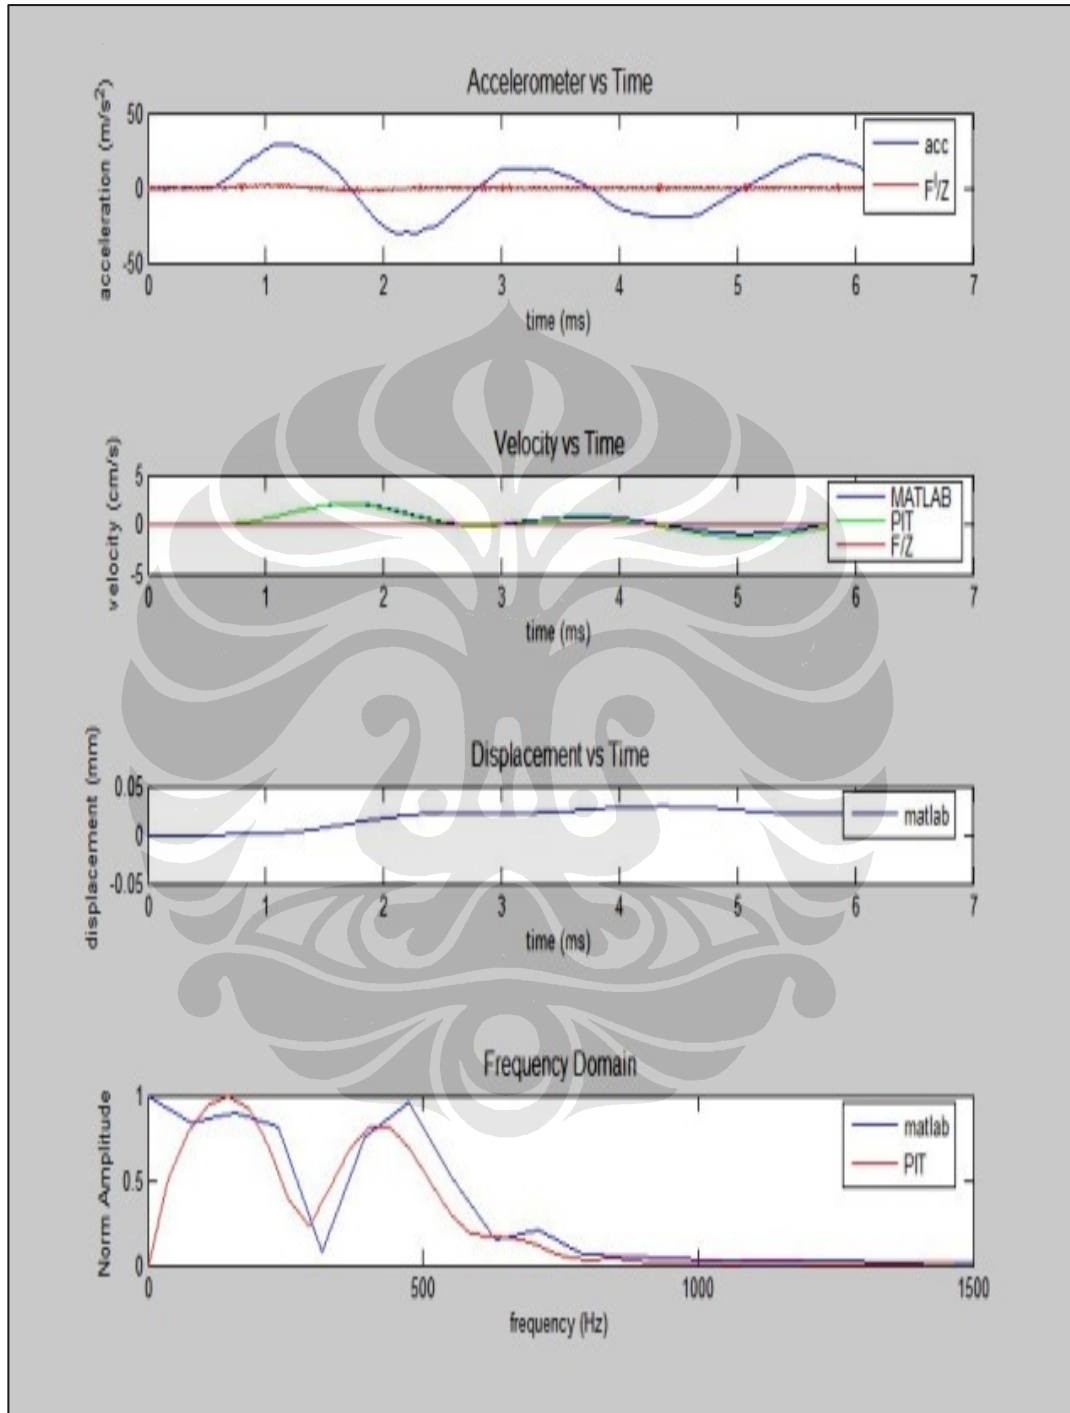 Accelerometer vs Time
acceleration (m/s²)
50
0
-50
acc
F'/Z
0 1 2 3 4 5 6 7
time (ms)
Velocity vs Time
velocity (cm/s)
5
0
-5
MATLAB
PIT
F/Z
0 1 2 3 4 5 6 7
time (ms)
Displacement vs Time
displacement (mm)
0.05
0
-0.05
matlab
0 1 2 3 4 5 6 7
time (ms)
Frequency Domain
Norm Amplitude
1
0.5
0
matlab
PIT
0 500 1000 1500
frequency (Hz)